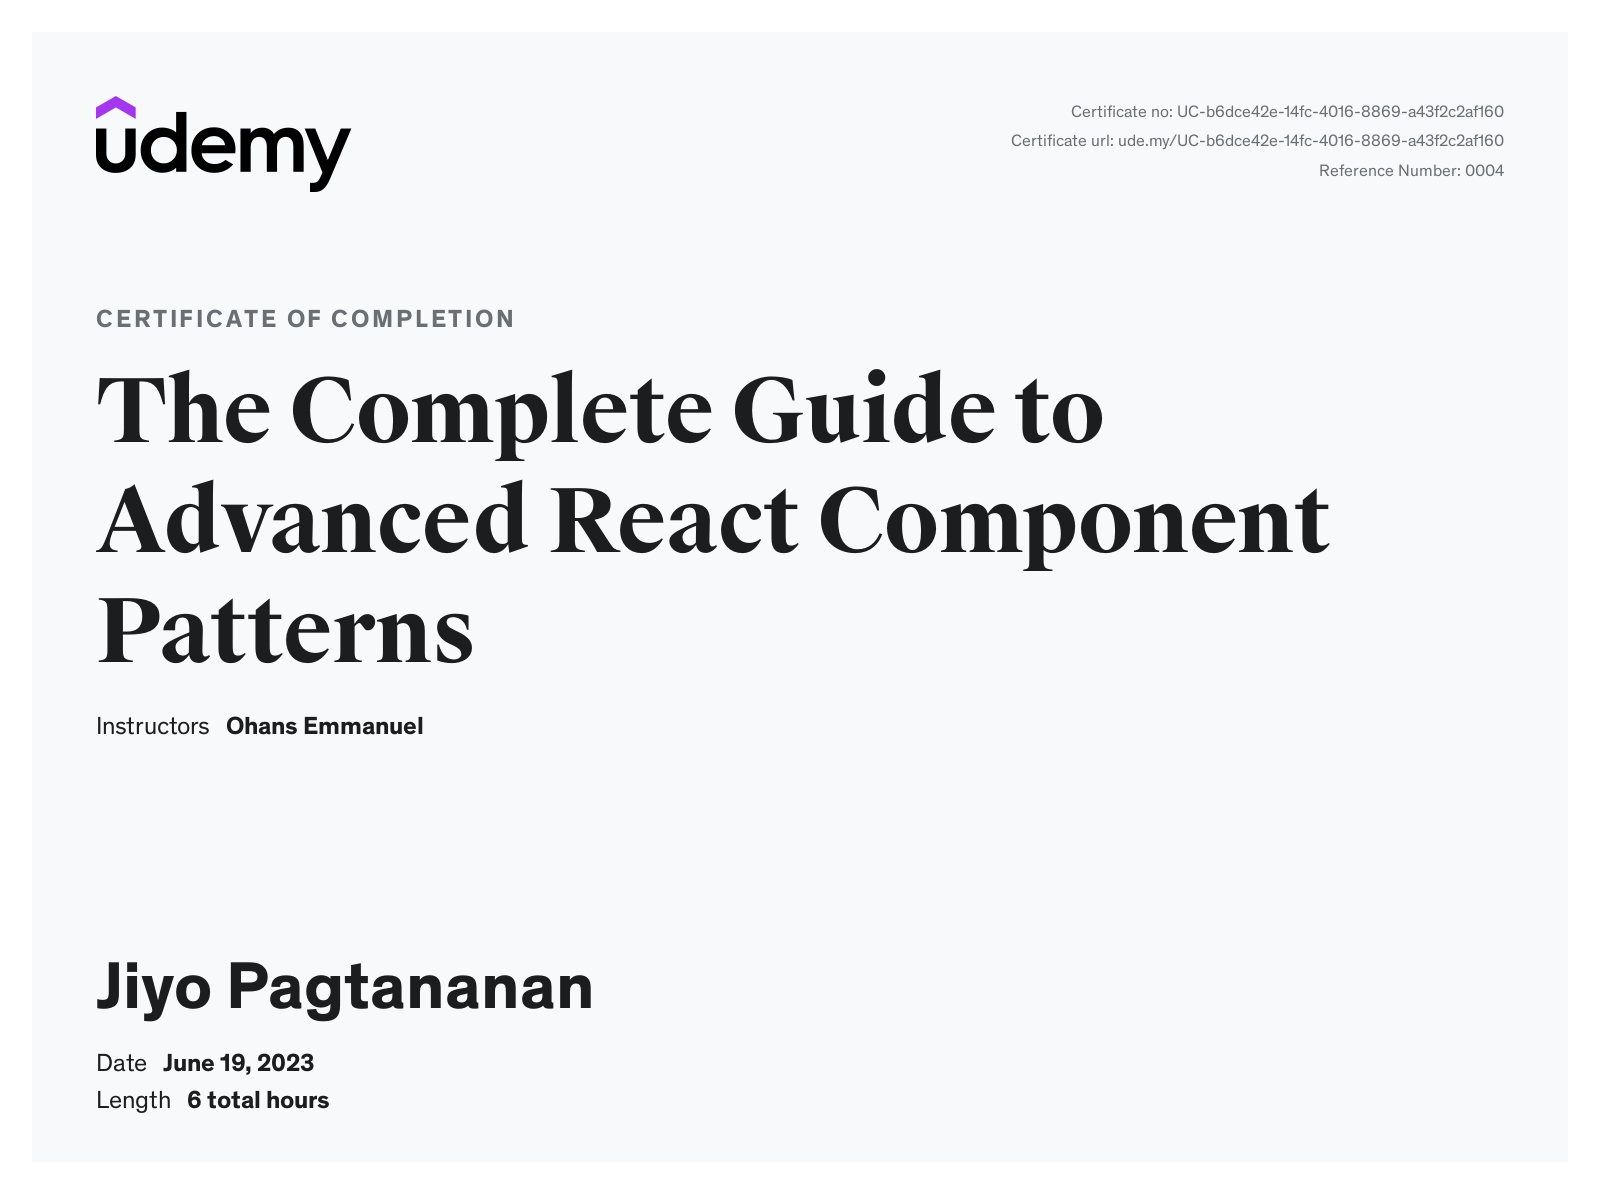 udemy
Certificate no: UC-b6dce42e-14fc-4016-8869-a43f2c2af160
Certificate url: ude.my/UC-b6dce42e-14fc-4016-8869-a43f2c2af160
Reference Number: 0004
CERTIFICATE OF COMPLETION
The Complete Guide to
Advanced React Component
Patterns
Instructors Ohans Emmanuel
Jiyo Pagtananan
Date June 19, 2023
Length 6 total hours